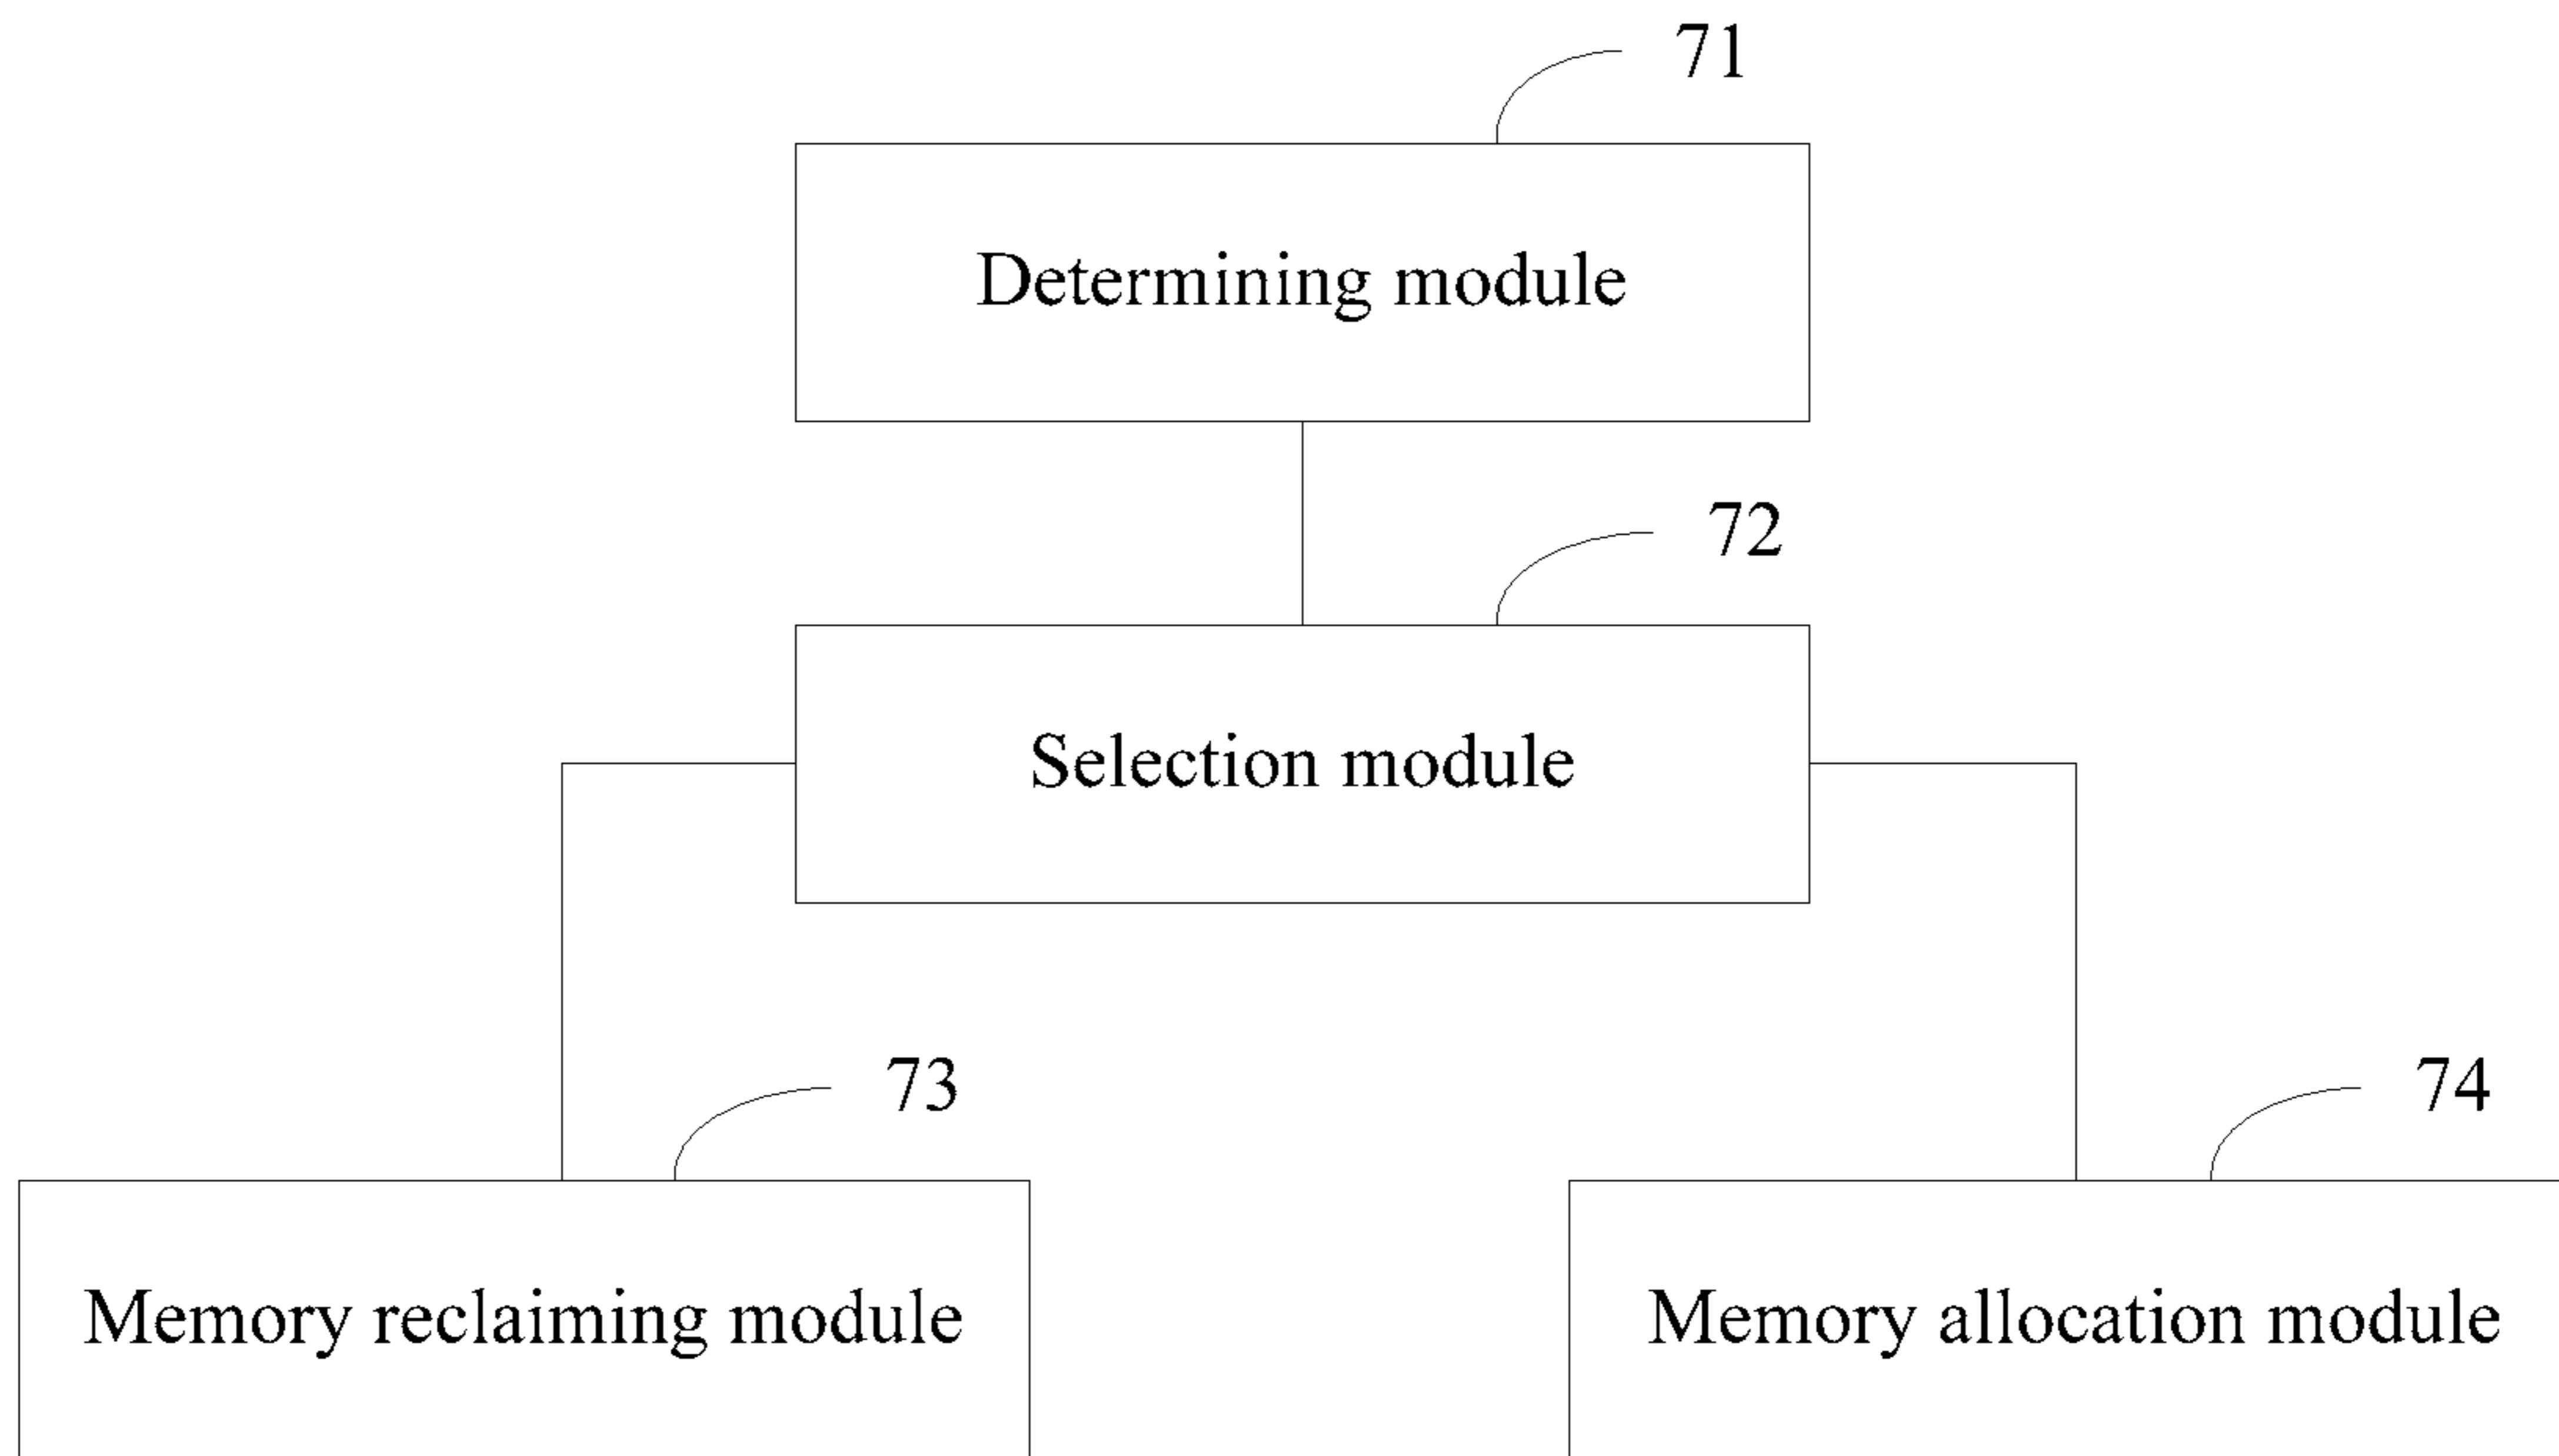 71
Determining module
72
Selection module
73
74
Memory reclaiming module
Memory allocation module